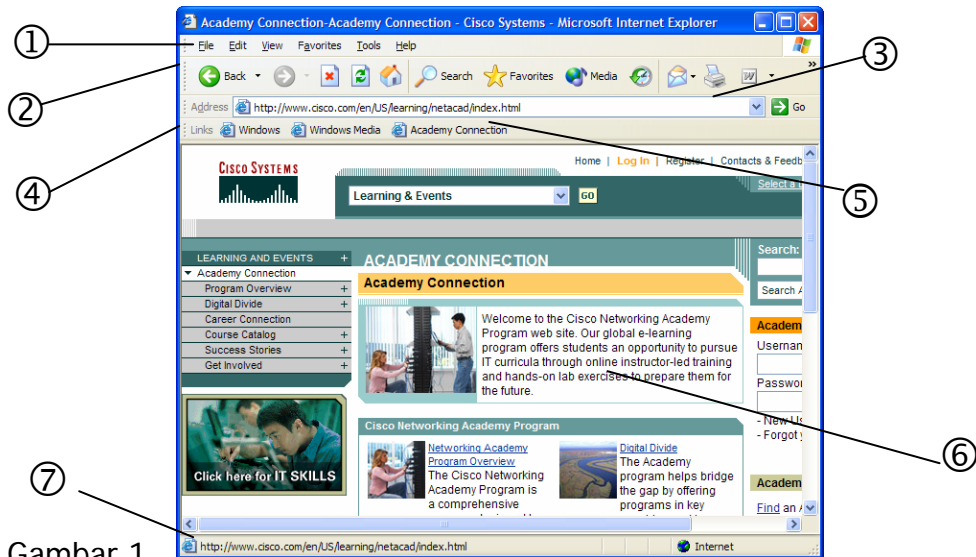 Academy Connection-Academy Connection - Cisco Systems - Microsoft Internet Explorer
① File Edit View Favorites Tools Help
② Back Search Favorites Media W »
③
Address http://www.cisco.com/en/US/learning/netacad/index.html Go
④ Links Windows Windows Media Academy Connection
⑤
CISCO SYSTEMS
Home | Log In | Register | Contacts & Feedb
Select a
Learning & Events GO
LEARNING AND EVENTS +
Academy Connection
Program Overview +
Digital Divide +
Career Connection
Course Catalog +
Success Stories +
Get Involved +
Click here for IT SKILLS
ACADEMY CONNECTION
Academy Connection
Welcome to the Cisco Networking Academy
Program web site. Our global e-learning
program offers students an opportunity to pursue
IT curricula through online instructor-led training
and hands-on lab exercises to prepare them for
the future.
Cisco Networking Academy Program
Networking Academy
Program Overview
The Cisco Networking
Academy Program is
a comprehensive
Digital Divide
The Academy
program helps bridge
the gap by offering
programs in key
Search:
Search A
Academ
Usernam
Passwor
- New Us
- Forgot y
Academ
Find an A
⑥
⑦
http://www.cisco.com/en/US/learning/netacad/index.html Internet
Gambar 1